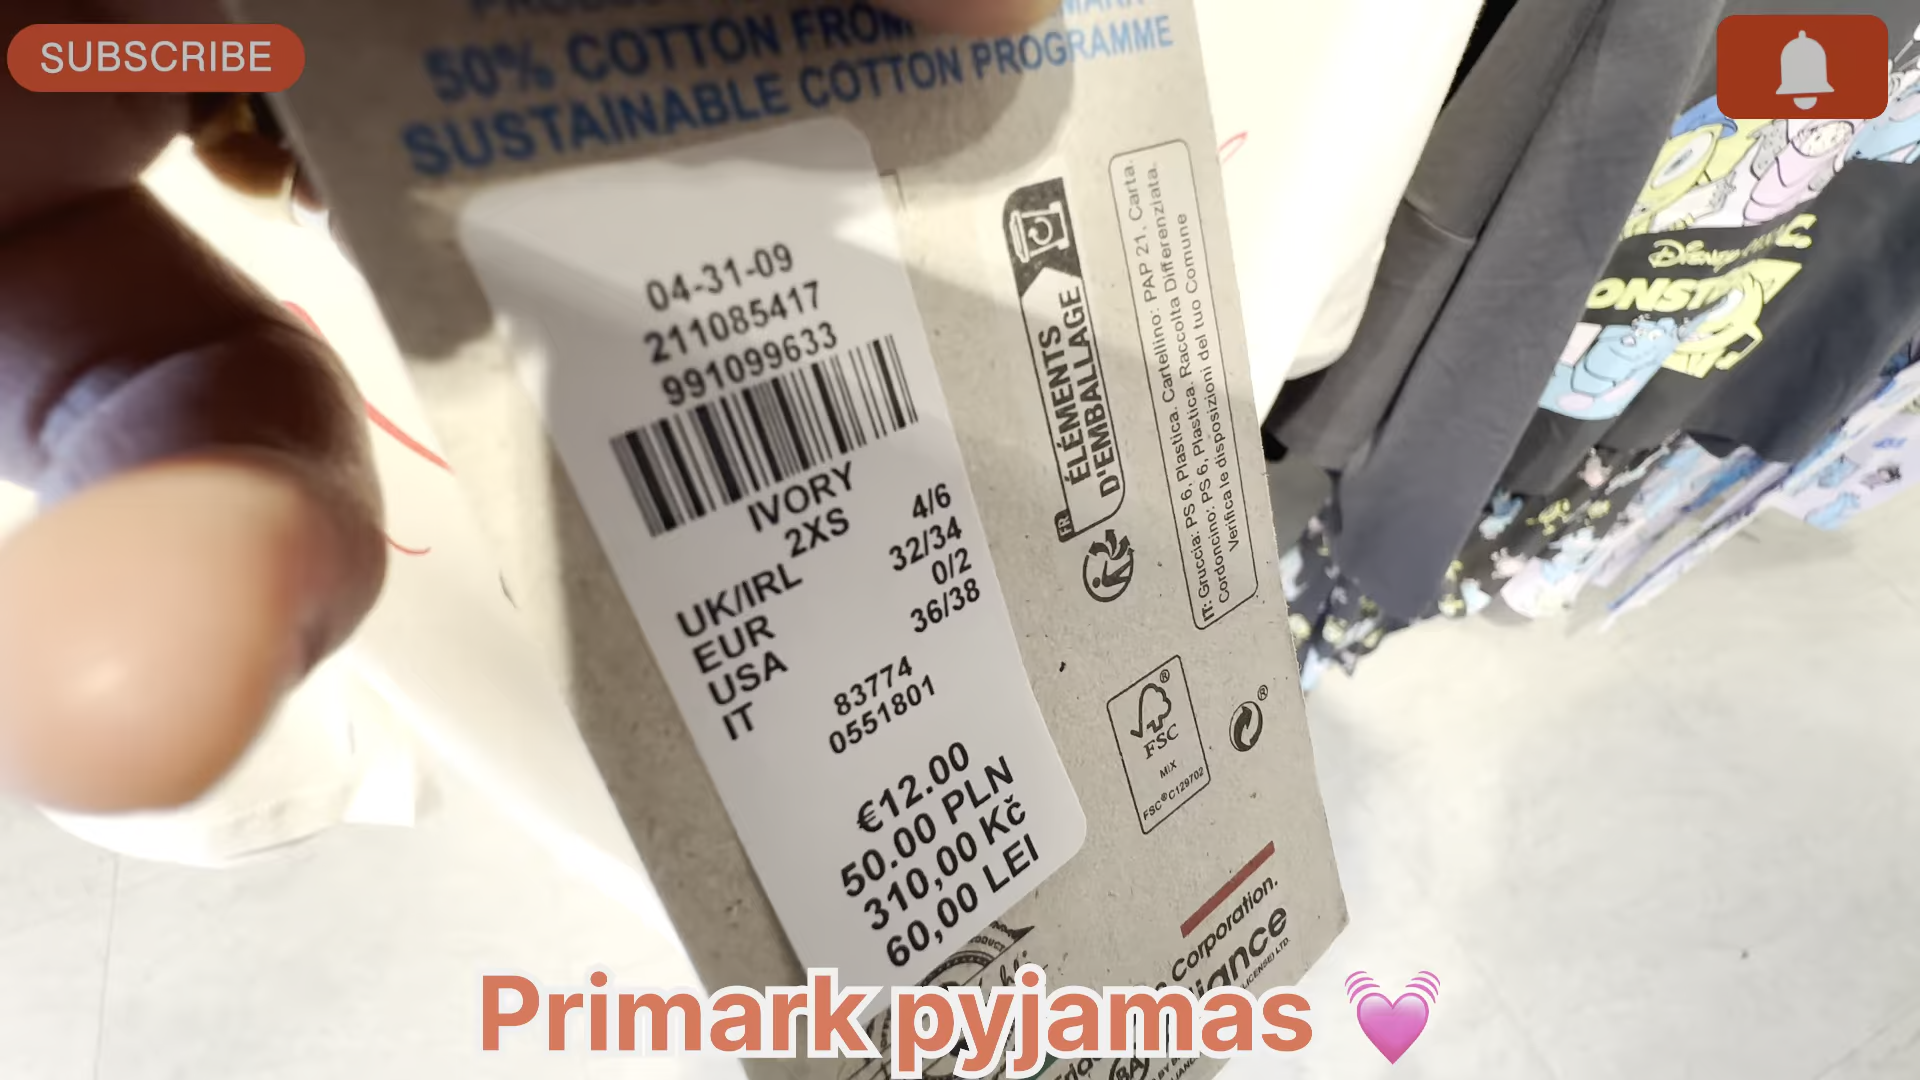 SUBSCRIBE
50% COTTON FROM
SUSTAINABLE COTTON PROGRAMME
04-31-09
211085417
991099633
IVORY
2XS
UK/IRL 4/6
EUR 32/34
USA 0/2
IT 36/38
83774
0551801
€12.00
50.00 PLN
310,00 Kč
60,00 LEI
FR
ÉLÉMENTS
D'EMBALLAGE
IT: Gruccia: PS 6, Plastica. Cartellino: PAP 21, Carta.
Cordoncino: PS 6, Plastica. Raccolta Differenziata.
Verifica le disposizioni del tuo Comune
FSC
MIX
FSC® C129702
Corporation.
DISNEY
Primark pyjamas 💓